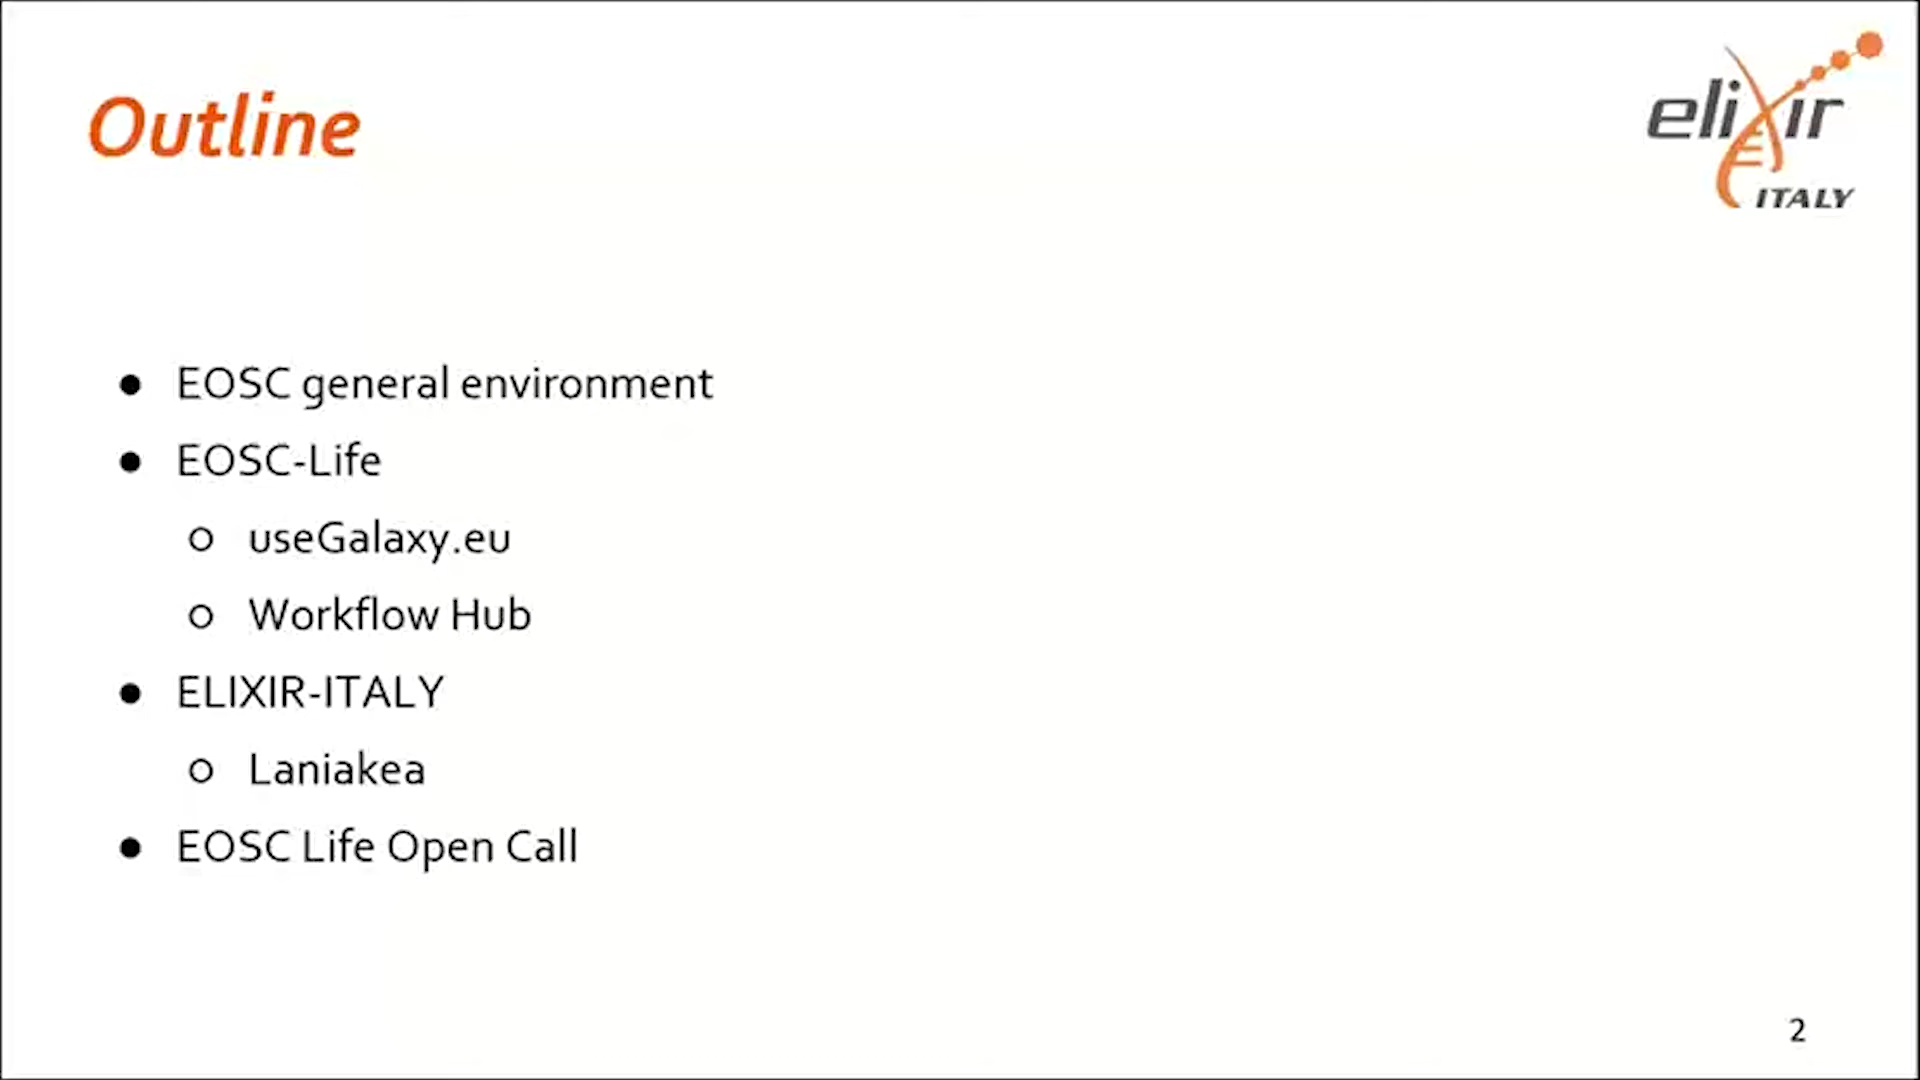 Outline
elixir
ITALY
● EOSC general environment
● EOSC-Life
○ useGalaxy.eu
○ Workflow Hub
● ELIXIR-ITALY
○ Laniakea
● EOSC Life Open Call
2